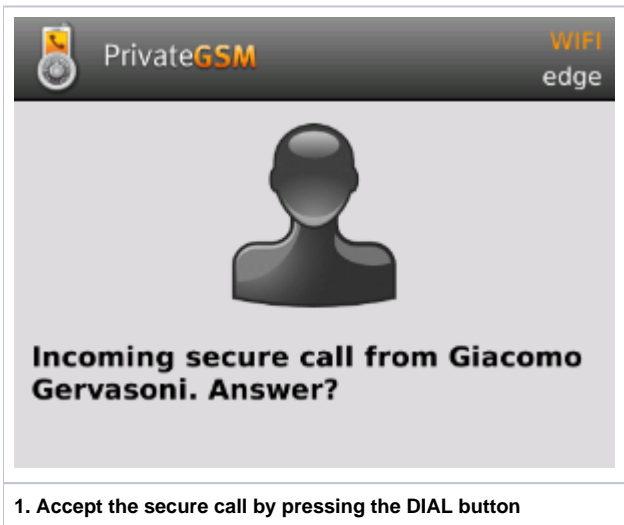 PrivateGSM
WIFI
edge
Incoming secure call from Giacomo
Gervasoni. Answer?
1. Accept the secure call by pressing the DIAL button